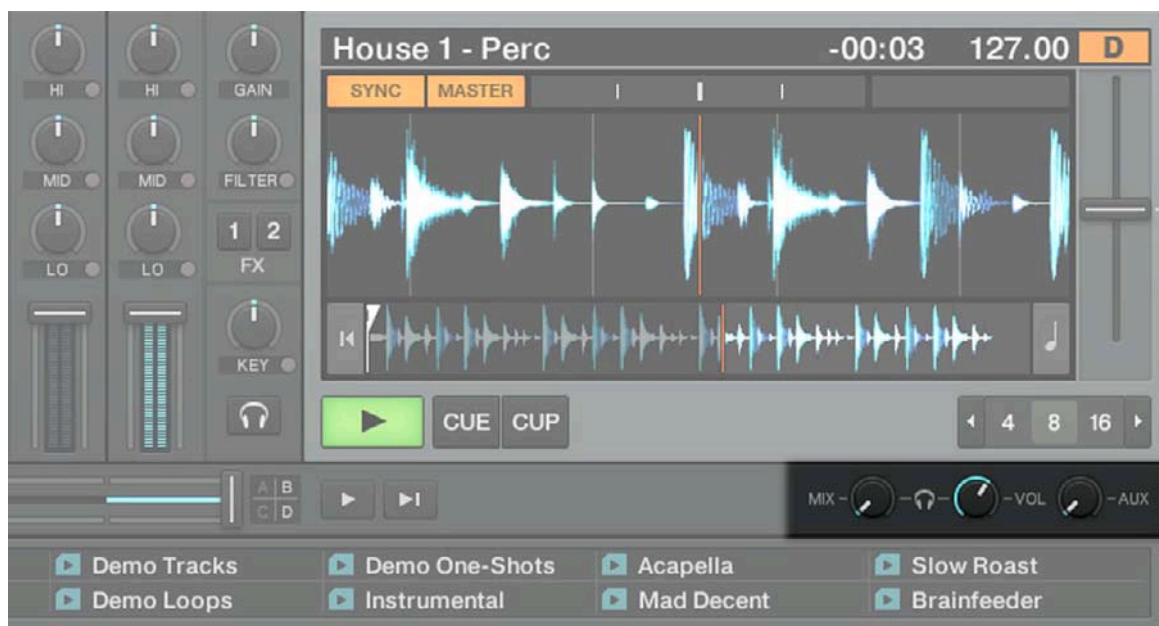 House 1 - Perc -00:03 127.00 D
HI HI GAIN
SYNC MASTER
MID MID FILTER
1 2
LO LO FX
KEY
CUE CUP 4 8 16
A B
C D
MIX VOL AUX
Demo Tracks Demo One-Shots Acapella Slow Roast
Demo Loops Instrumental Mad Decent Brainfeeder